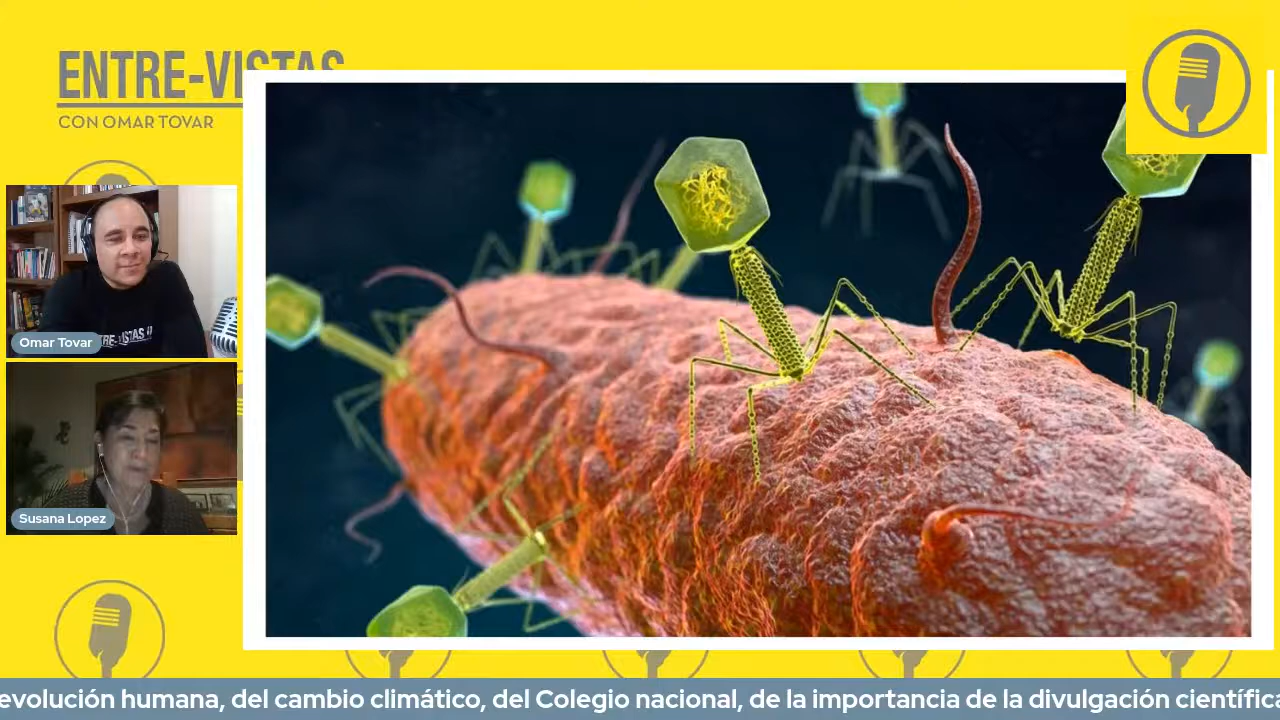 ENTRE-VISTAS
CON OMAR TOVAR
Omar Tovar
Susana Lopez
evolución humana, del cambio climático, del Colegio nacional, de la importancia de la divulgación científica